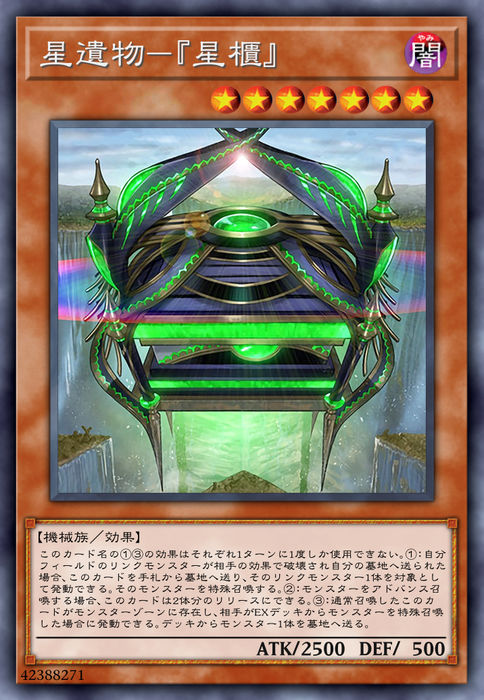 星遺物－『星櫃』
やみ
闇
【機械族／効果】
このカード名の①③の効果はそれぞれ1ターンに1度しか使用できない。①：自分
フィールドのリンクモンスターが相手の効果で破壊され自分の墓地へ送られた
場合、このカードを手札から墓地へ送り、そのリンクモンスター1体を対象とし
て発動できる。そのモンスターを特殊召喚する。②：モンスターをアドバンス召
喚する場合、このカードは2体分のリリースにできる。③：通常召喚したこのカ
ードがモンスターゾーンに存在し、相手がEXデッキからモンスターを特殊召喚
した場合に発動できる。デッキからモンスター1体を墓地へ送る。
ATK/2500 DEF/ 500
42388271